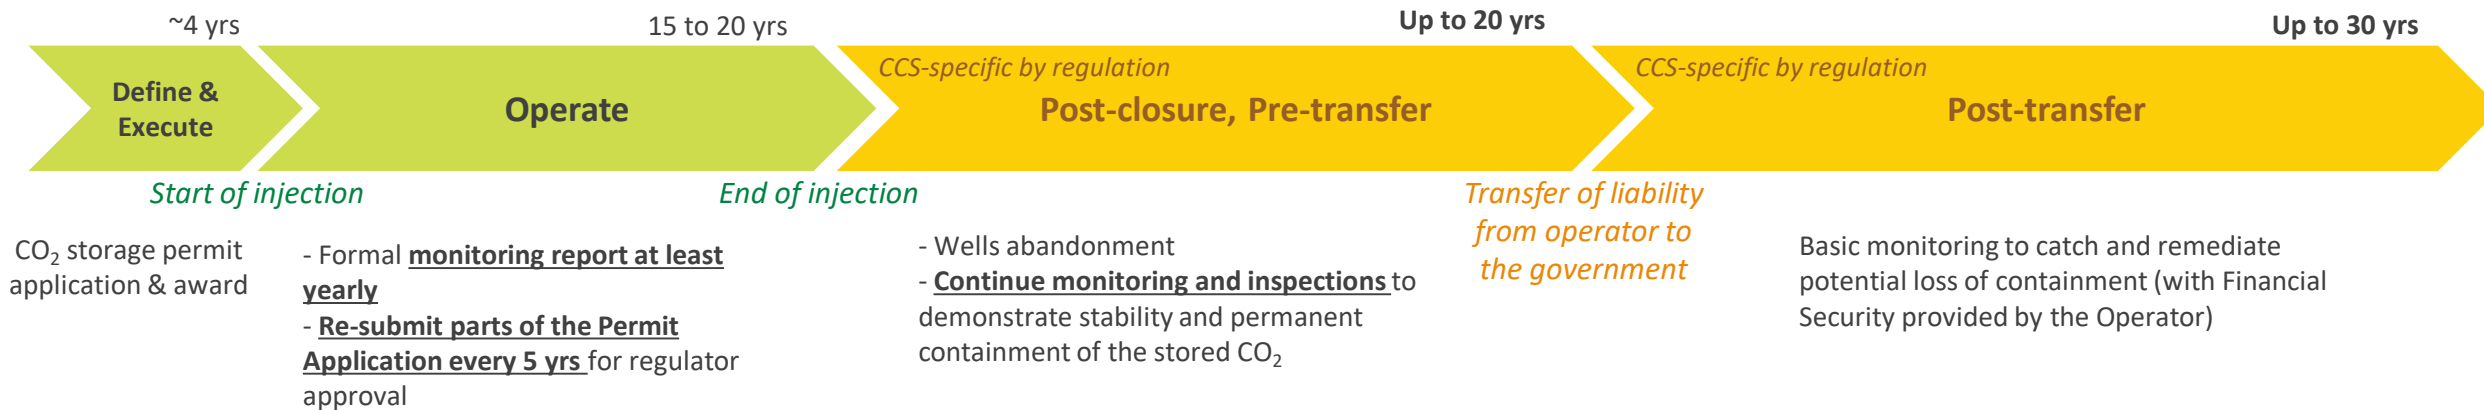 ~4 yrs
15 to 20 yrs
Up to 20 yrs
Up to 30 yrs
Define &
Execute
Operate
CCS-specific by regulation
Post-closure, Pre-transfer
CCS-specific by regulation
Post-transfer
Start of injection
End of injection
Transfer of liability
from operator to
the government
CO₂ storage permit
application & award
- Formal monitoring report at least
yearly
- Re-submit parts of the Permit
Application every 5 yrs for regulator
approval
- Wells abandonment
- Continue monitoring and inspections to
demonstrate stability and permanent
containment of the stored CO₂
Basic monitoring to catch and remediate
potential loss of containment (with Financial
Security provided by the Operator)